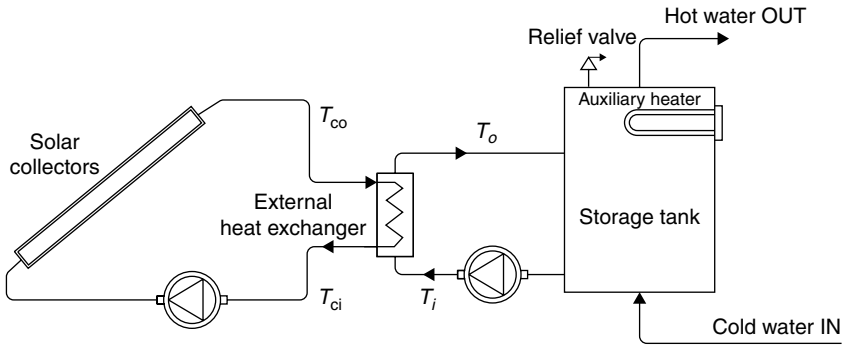 Hot water OUT
Relief valve
Auxiliary heater
T_co
T_o
Solar
collectors
External
heat exchanger
Storage tank
T_ci
T_i
Cold water IN